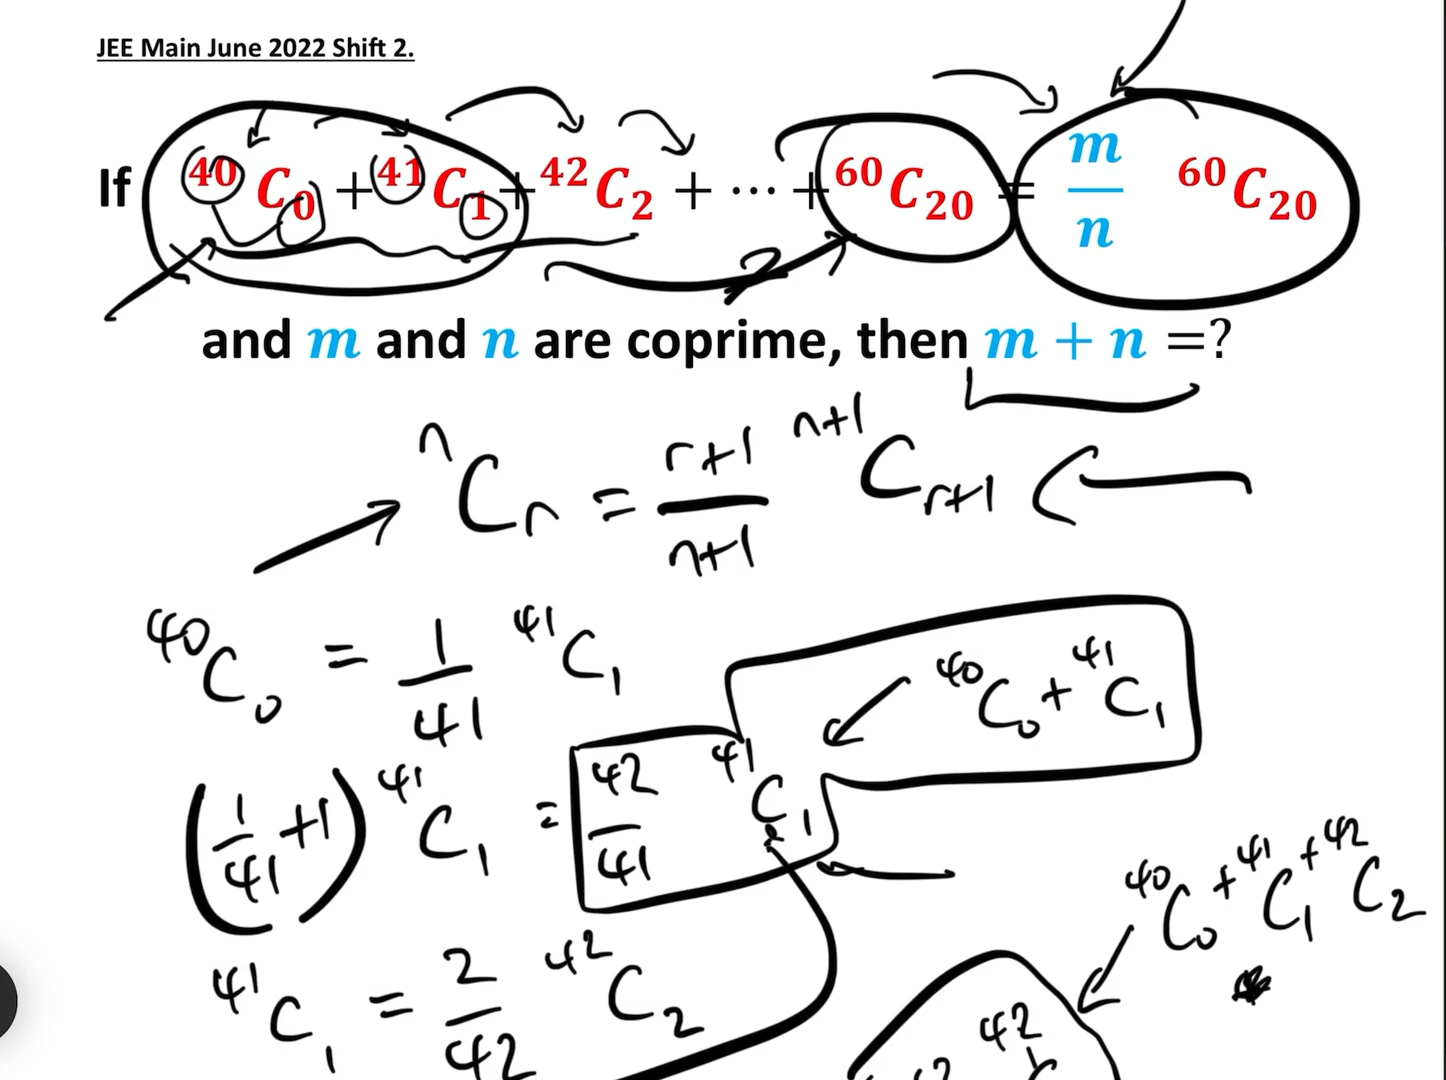 JEE Main June 2022 Shift 2.
If ⁴⁰C₀ + ⁴¹C₁ + ⁴²C₂ + ⋯ + ⁶⁰C₂₀ = m/n ⁶⁰C₂₀
and m and n are coprime, then m + n =?
ⁿCᵣ = (r+1)/(n+1) ⁿ⁺¹Cᵣ₊₁
⁴⁰C₀ = 1/41 ⁴¹C₁
⁴⁰C₀ + ⁴¹C₁
(1/41 + 1) ⁴¹C₁ = 42/41 ⁴¹C₁
⁴⁰C₀ + ⁴¹C₁ + ⁴²C₂
⁴¹C₁ = 2/42 ⁴²C₂
42